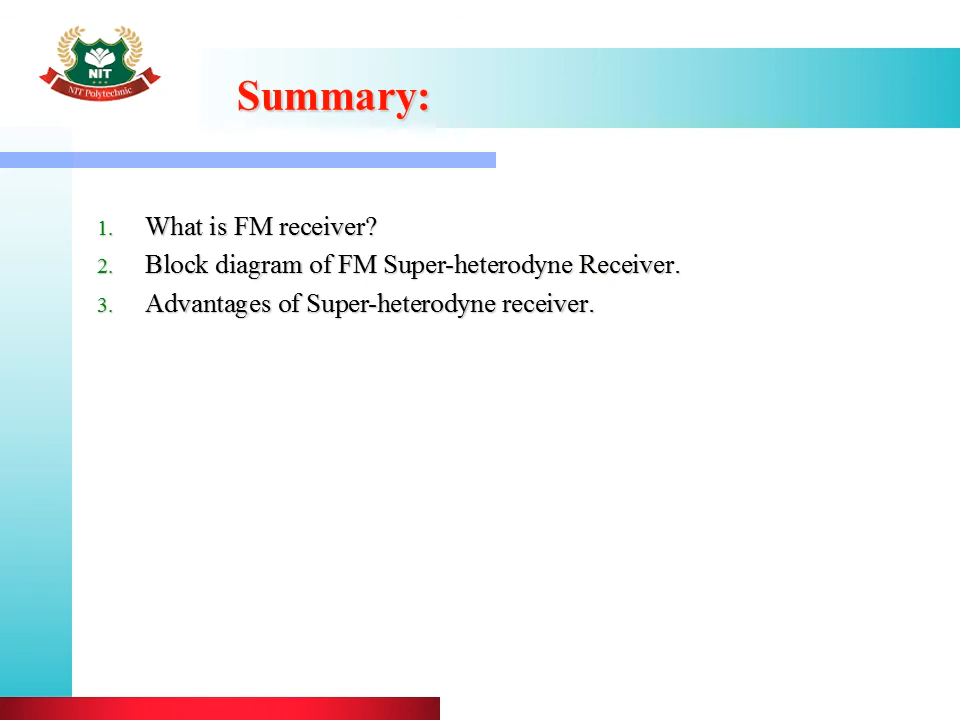 NIT
NIT Polytechnic
Summary:
1. What is FM receiver?
2. Block diagram of FM Super-heterodyne Receiver.
3. Advantages of Super-heterodyne receiver.